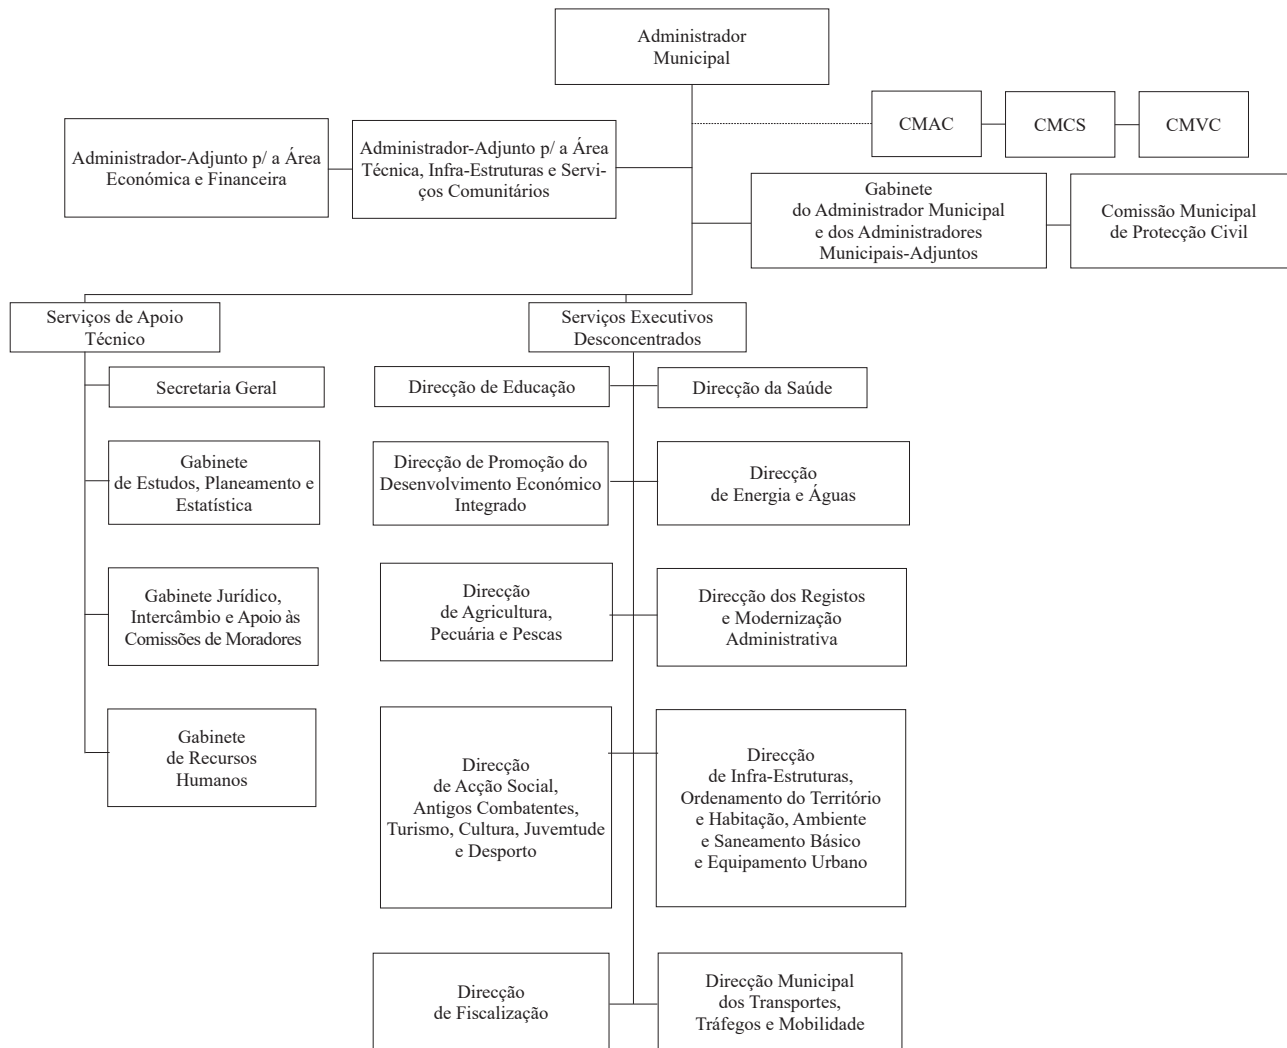 Administrador
Municipal
CMAC
CMCS
CMVC
Administrador-Adjunto p/ a Área
Económica e Financeira
Administrador-Adjunto p/ a Área
Técnica, Infra-Estruturas e Servi-
ços Comunitários
Gabinete
do Administrador Municipal
e dos Administradores
Municipais-Adjuntos
Comissão Municipal
de Protecção Civil
Serviços de Apoio
Técnico
Serviços Executivos
Desconcentrados
Secretaria Geral
Gabinete
de Estudos, Planeamento e
Estatística
Gabinete Jurídico,
Intercâmbio e Apoio às
Comissões de Moradores
Gabinete
de Recursos
Humanos
Direcção de Educação
Direcção da Saúde
Direcção de Promoção do
Desenvolvimento Económico
Integrado
Direcção
de Energia e Águas
Direcção
de Agricultura,
Pecuária e Pescas
Direcção dos Registos
e Modernização
Administrativa
Direcção
de Acção Social,
Antigos Combatentes,
Turismo, Cultura, Juvemtude
e Desporto
Direcção
de Infra-Estruturas,
Ordenamento do Território
e Habitação, Ambiente
e Saneamento Básico
e Equipamento Urbano
Direcção
de Fiscalização
Direcção Municipal
dos Transportes,
Tráfegos e Mobilidade